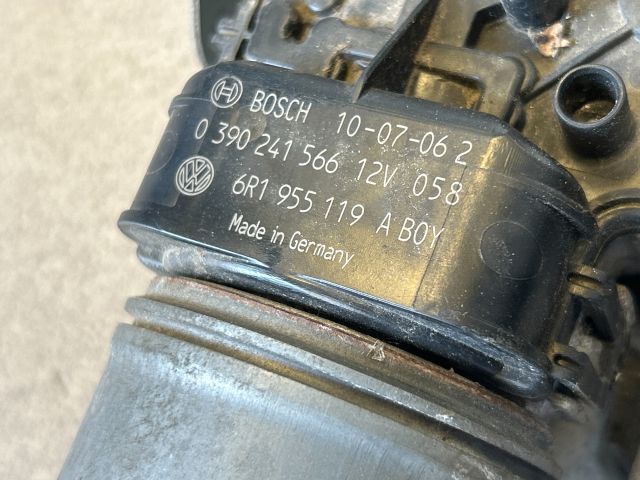 BOSCH 10-07-06 2
0 390 241 566 12V 058
6R1 955 119 A BOY
Made in Germany